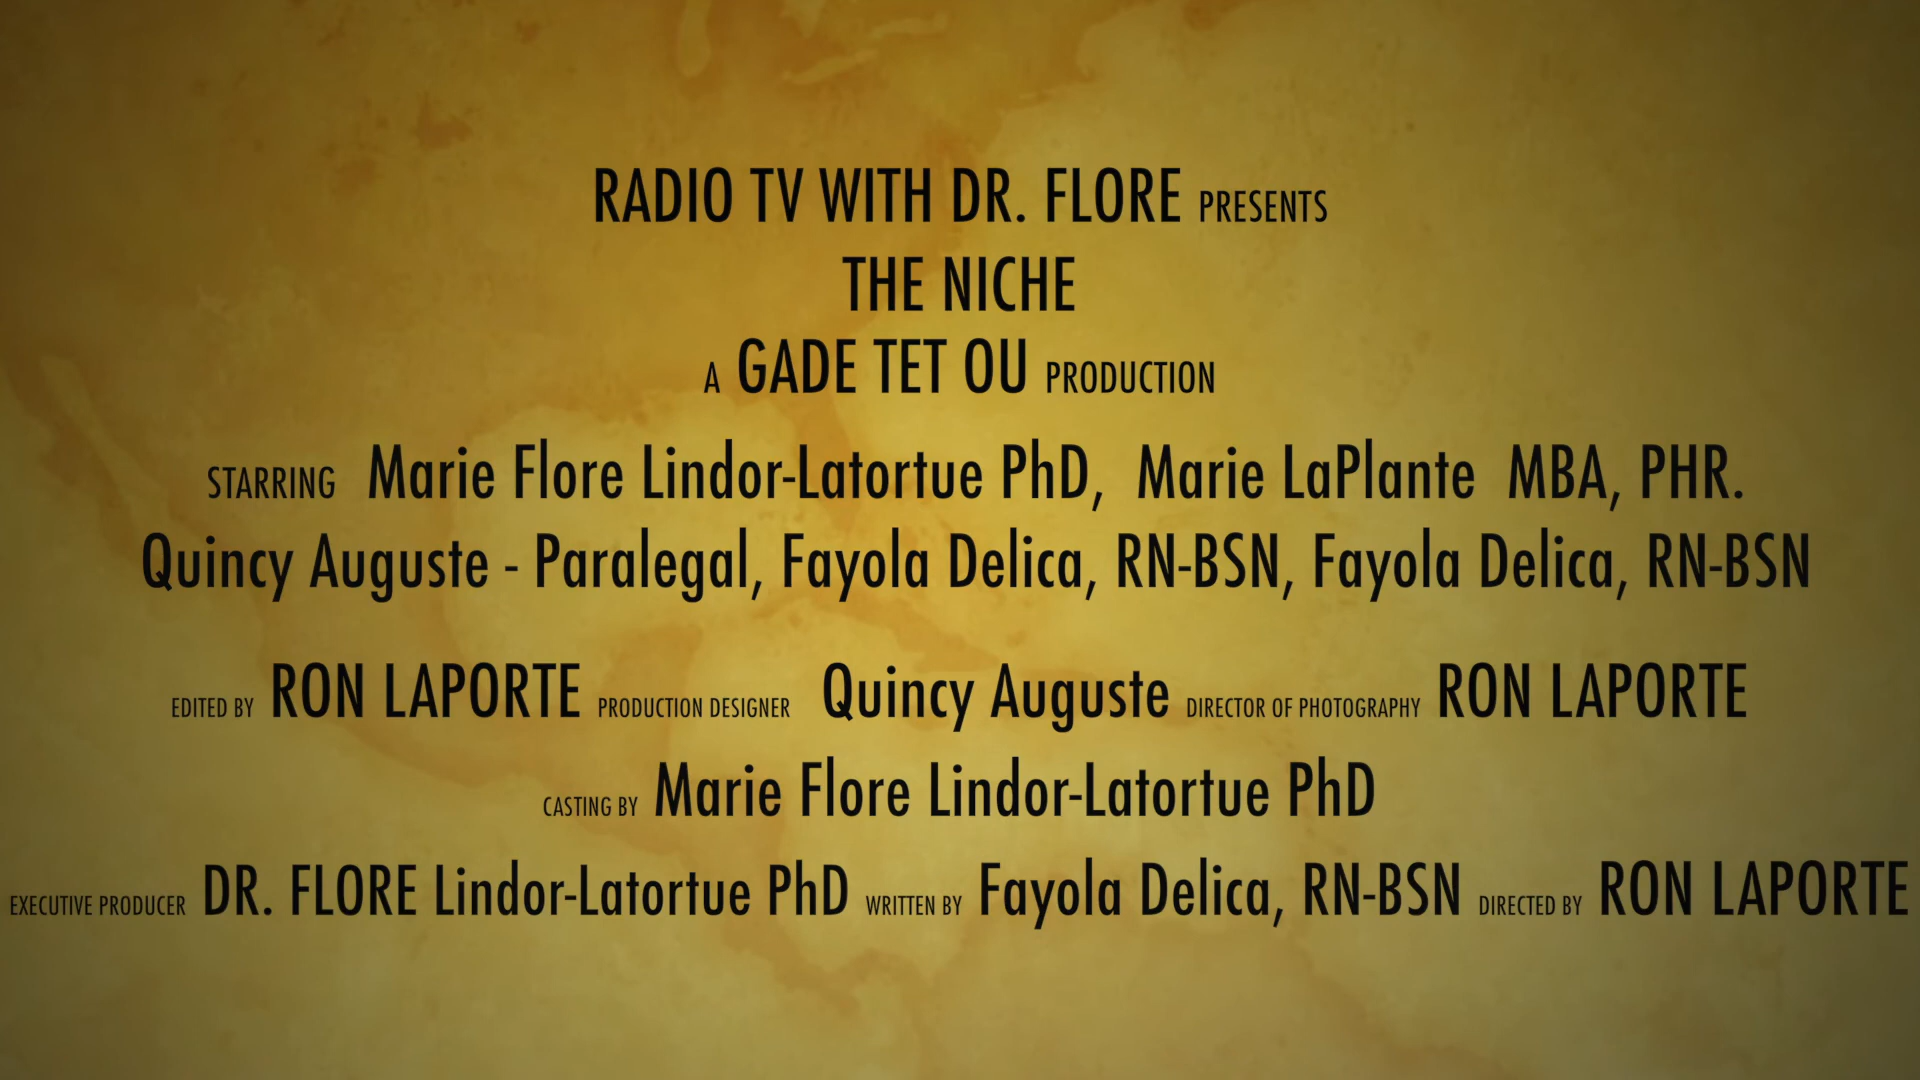 RADIO TV WITH DR. FLORE PRESENTS
THE NICHE
A GADE TET OU PRODUCTION
STARRING Marie Flore Lindor-Latortue PhD, Marie LaPlante MBA, PHR.
Quincy Auguste - Paralegal, Fayola Delica, RN-BSN, Fayola Delica, RN-BSN
EDITED BY RON LAPORTE PRODUCTION DESIGNER Quincy Auguste DIRECTOR OF PHOTOGRAPHY RON LAPORTE
CASTING BY Marie Flore Lindor-Latortue PhD
EXECUTIVE PRODUCER DR. FLORE Lindor-Latortue PhD WRITTEN BY Fayola Delica, RN-BSN DIRECTED BY RON LAPORTE